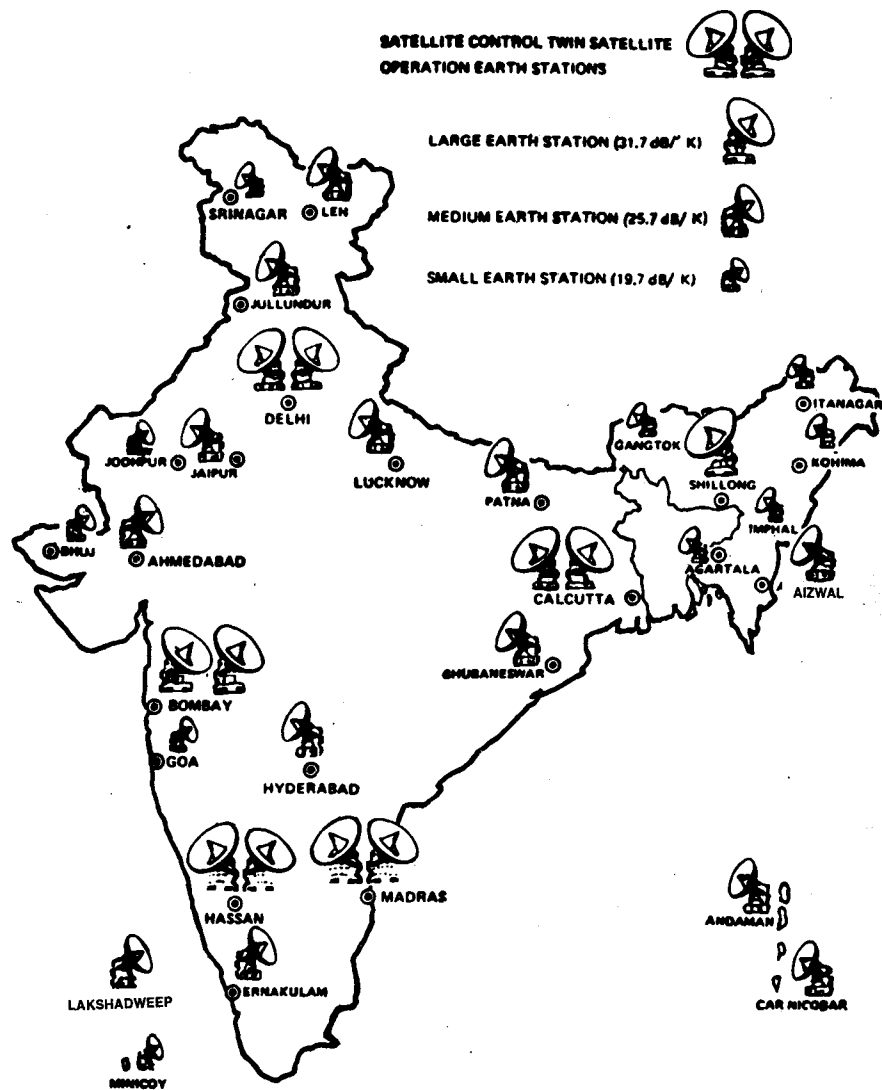 SATELLITE CONTROL TWIN SATELLITE
OPERATION EARTH STATIONS
LARGE EARTH STATION (31.7 dB/° K)
MEDIUM EARTH STATION (25.7 dB/ K)
SMALL EARTH STATION (19.7 dB/ K)
SRINAGAR
LEH
JULLUNDUR
DELHI
ITANAGAR
GANGTOK
JODHPUR
JAIPUR
LUCKNOW
KOHIMA
PATNA
SHILLONG
IMPHAL
BHUJ
AHMEDABAD
AGARTALA
AIZWAL
CALCUTTA
BHUBANESWAR
BOMBAY
GOA
HYDERABAD
HASSAN
MADRAS
ANDAMAN
LAKSHADWEEP
ERNAKULAM
CAR NICOBAR
MINICOY